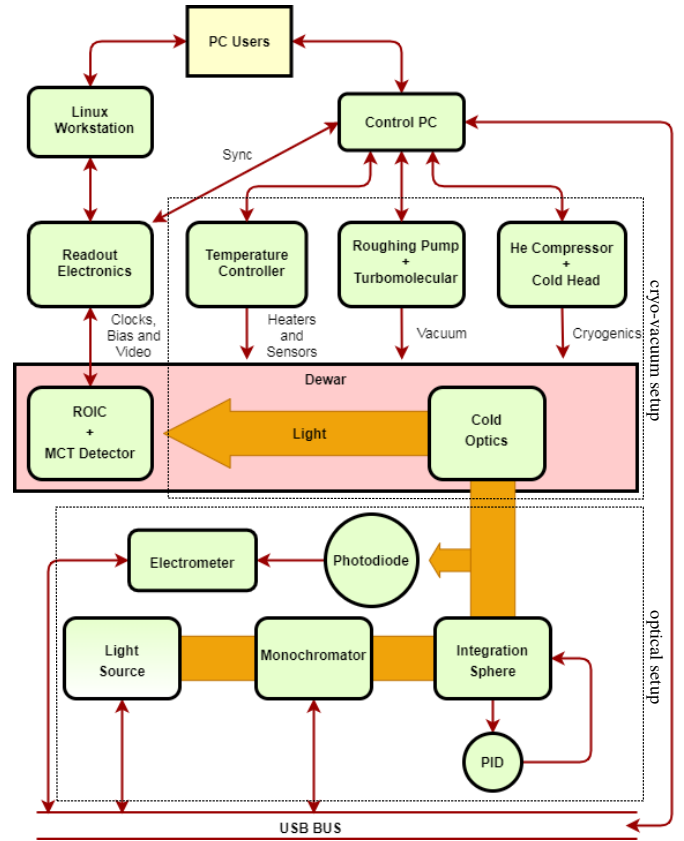 PC Users
Linux
Workstation
Control PC
Sync
Readout
Electronics
Temperature
Controller
Roughing Pump
+
Turbomolecular
He Compressor
+
Cold Head
Clocks,
Bias and
Video
Heaters
and
Sensors
Vacuum
Cryogenics
cryo-vacuum setup
Dewar
ROIC
+
MCT Detector
Light
Cold
Optics
Electrometer
Photodiode
optical setup
Light
Source
Monochromator
Integration
Sphere
PID
USB BUS